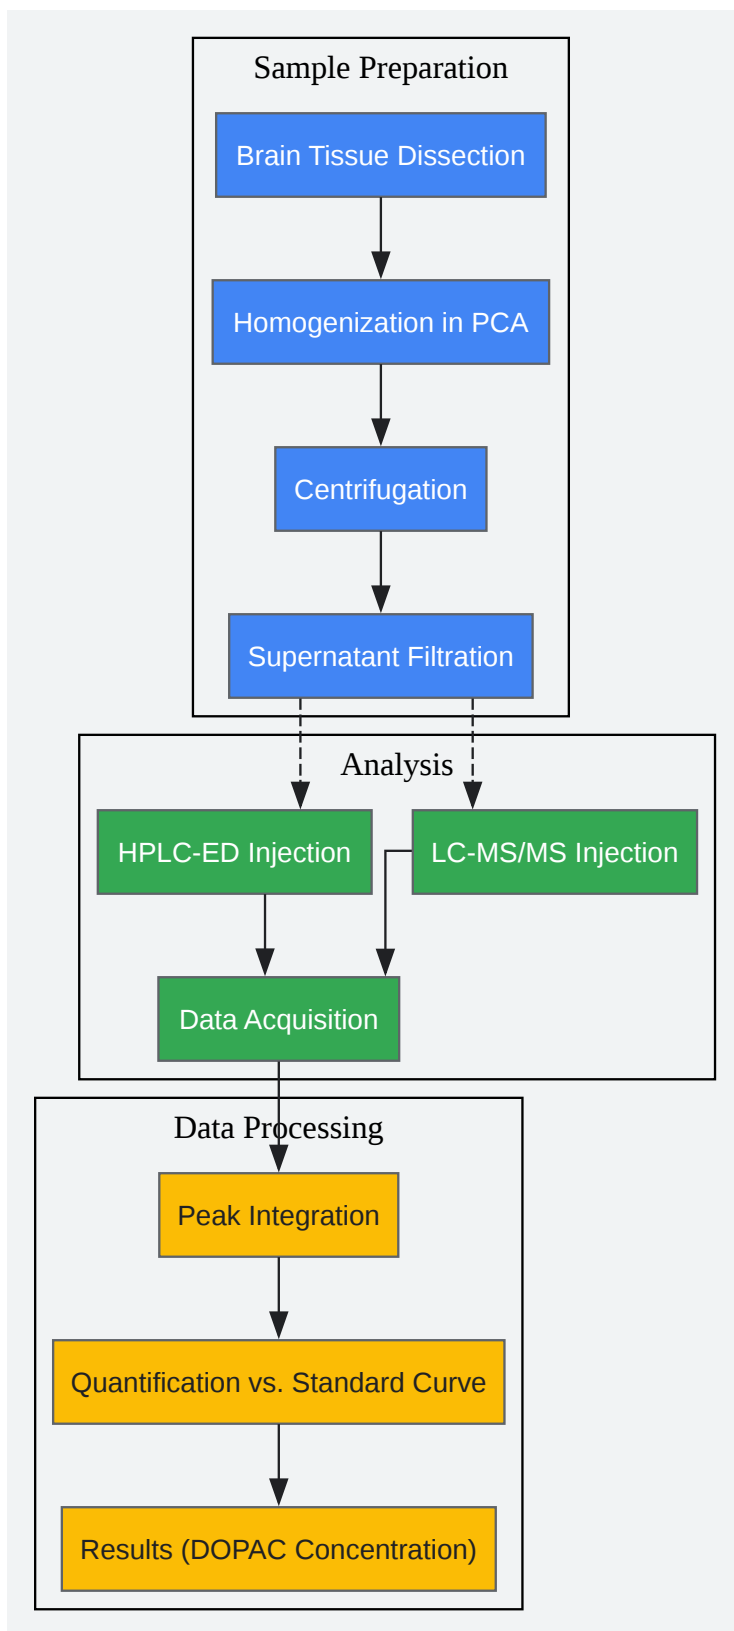 Sample Preparation
Brain Tissue Dissection
Homogenization in PCA
Centrifugation
Supernatant Filtration
Analysis
HPLC-ED Injection
LC-MS/MS Injection
Data Acquisition
Data Processing
Peak Integration
Quantification vs. Standard Curve
Results (DOPAC Concentration)